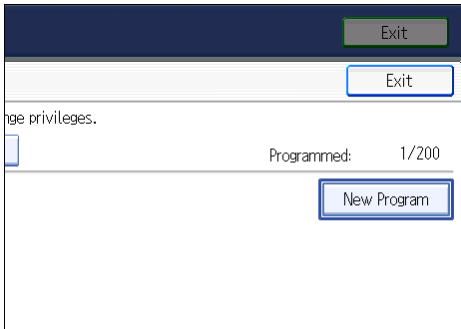 Exit
Exit
nge privileges.
Programmed: 1/200
New Program